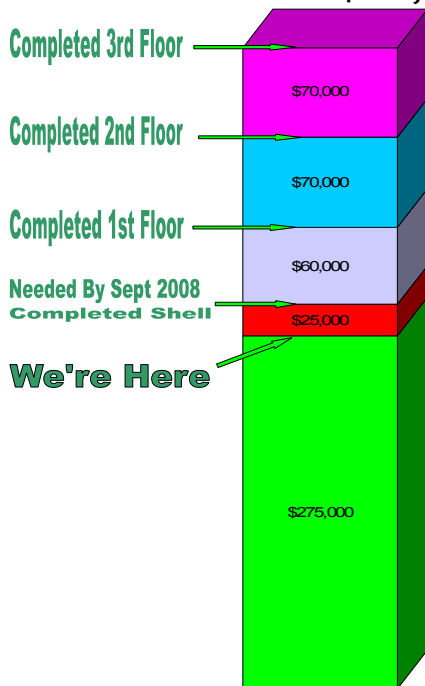 Completed 3rd Floor
$70,000
Completed 2nd Floor
$70,000
Completed 1st Floor
$60,000
Needed By Sept 2008
Completed Shell
$25,000
We're Here
$275,000